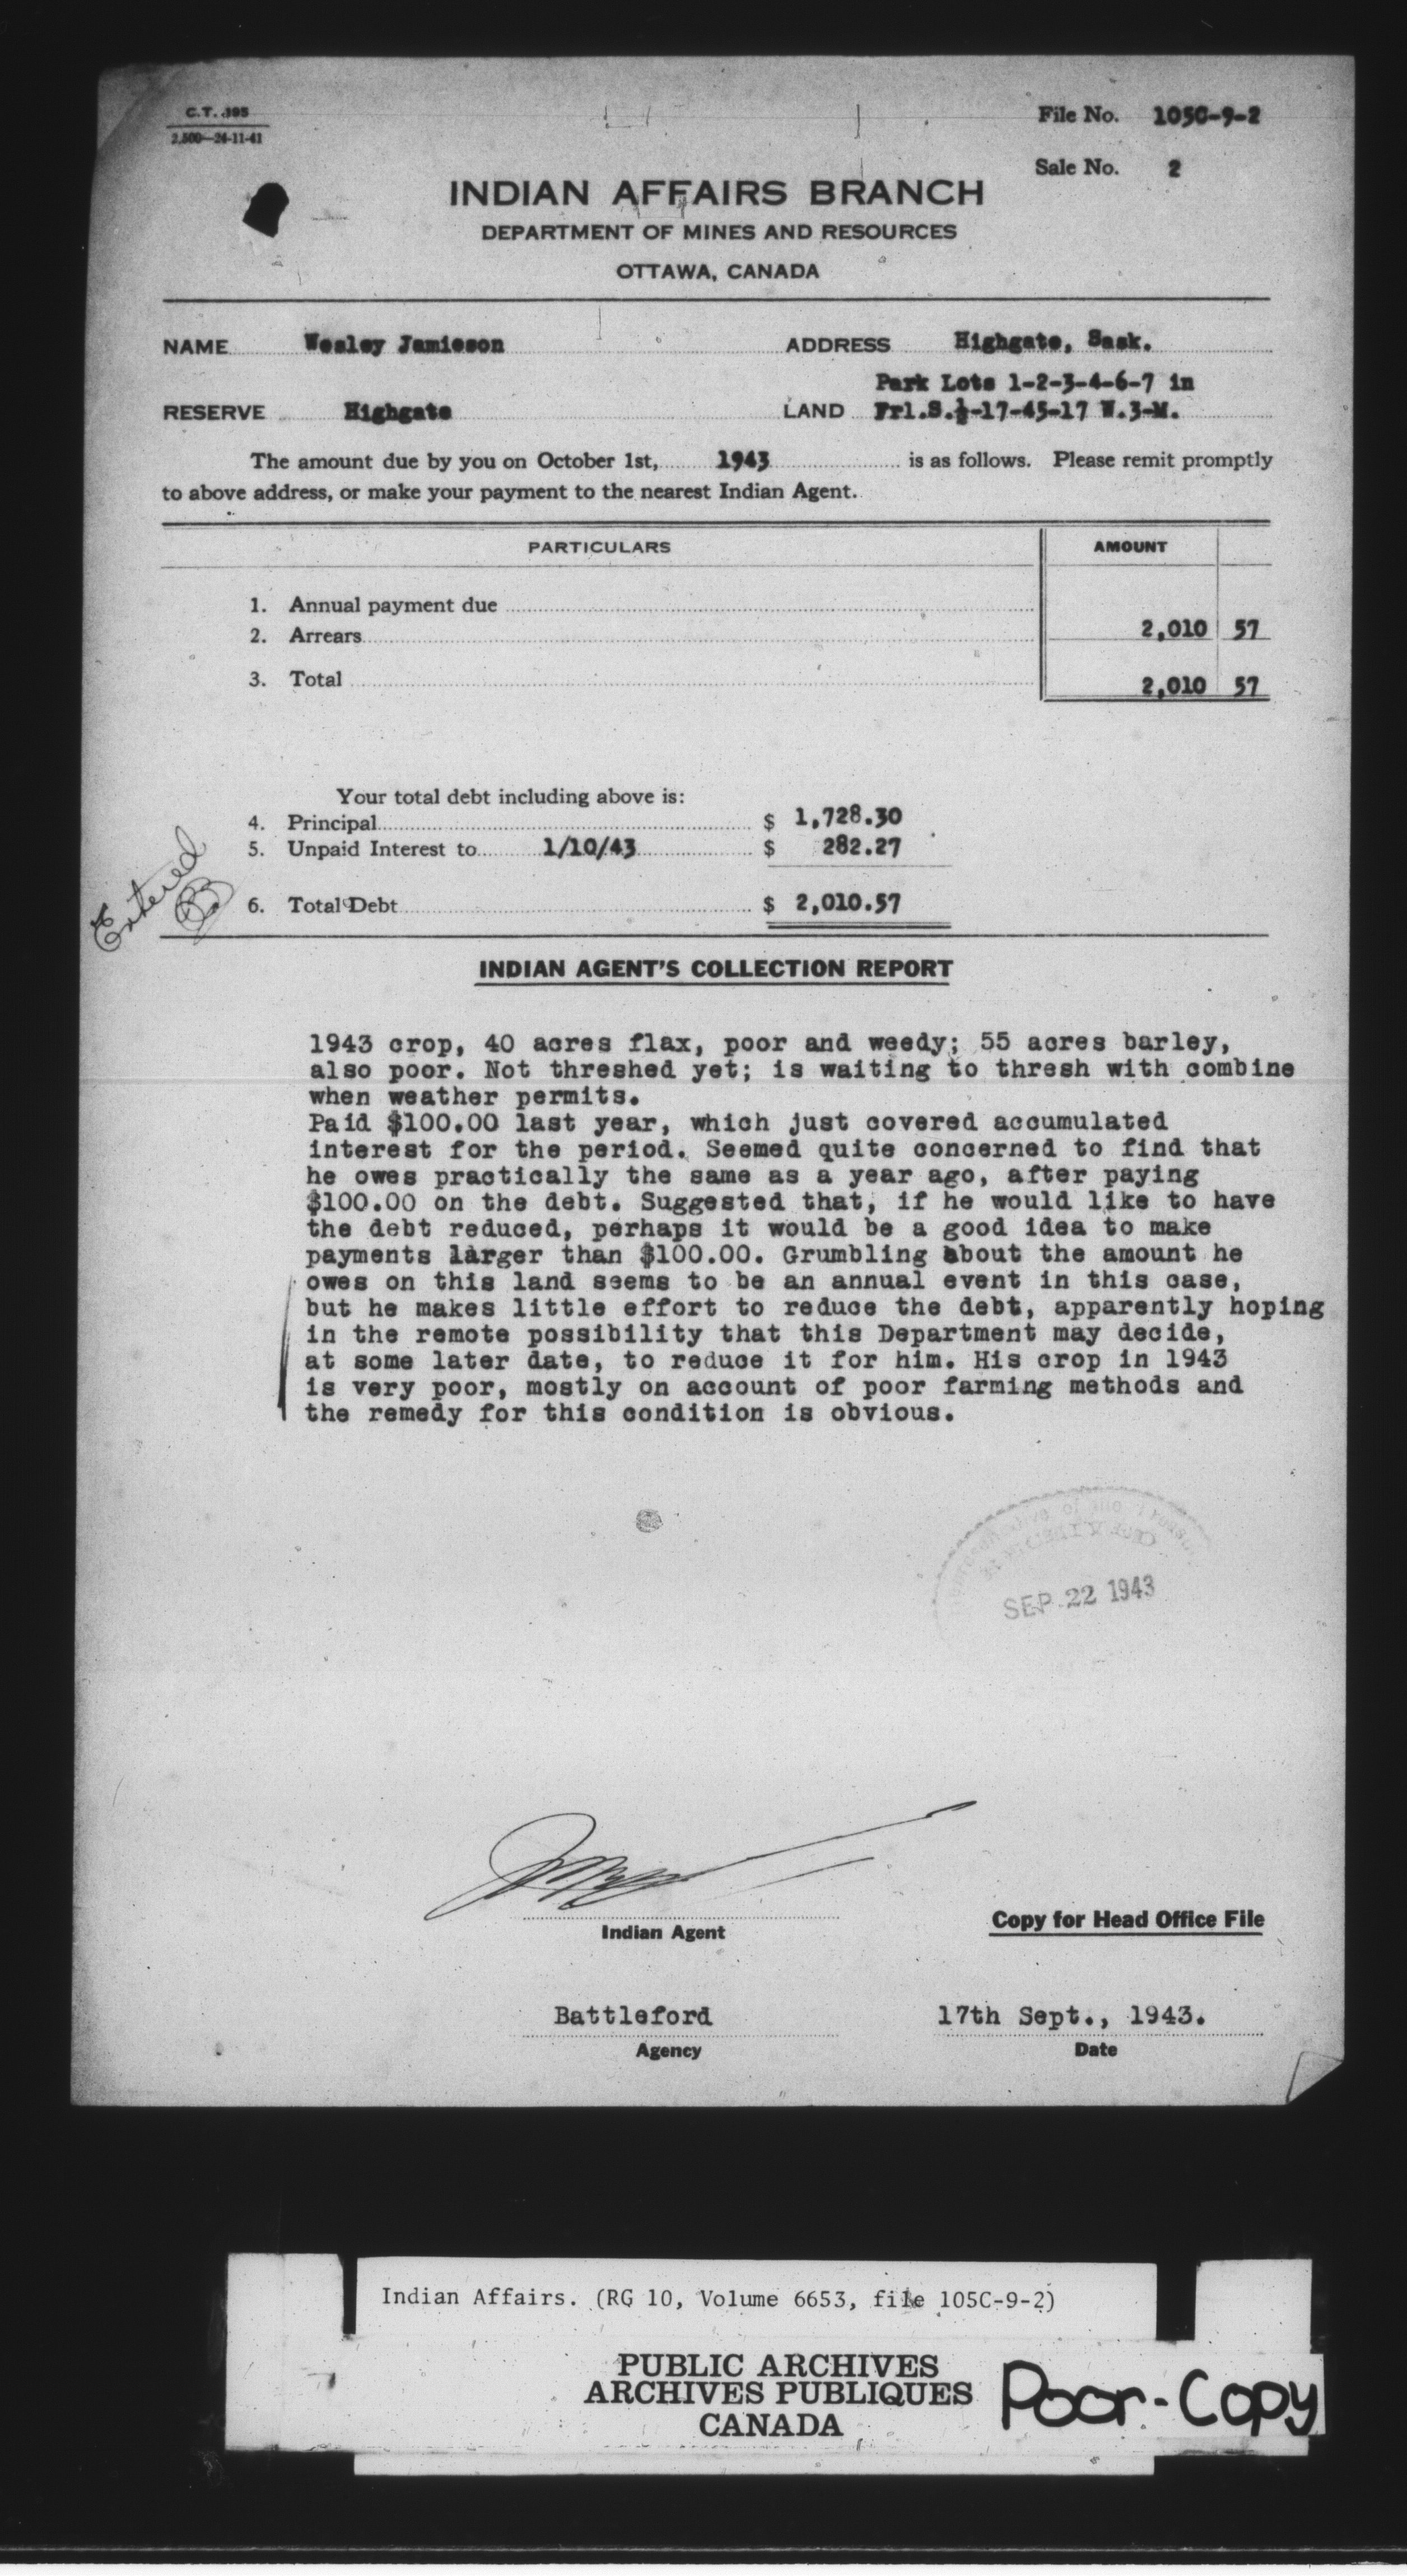 C.T. 195
2,500—24-11-41
File No. 105C-9-2
Sale No. 2
INDIAN AFFAIRS BRANCH
DEPARTMENT OF MINES AND RESOURCES
OTTAWA, CANADA
NAME Wesley Jamieson ADDRESS Highgate, Sask.
Park Lots 1-2-3-4-6-7 in
RESERVE Highgate LAND Frl.S.½-17-45-17 W.3-M.
The amount due by you on October 1st, 1943 is as follows. Please remit promptly
to above address, or make your payment to the nearest Indian Agent.
PARTICULARS AMOUNT
1. Annual payment due
2. Arrears 2,010 57
3. Total 2,010 57
Your total debt including above is:
4. Principal $ 1,728.30
5. Unpaid Interest to 1/10/43 $ 282.27
6. Total Debt $ 2,010.57
Entered
INDIAN AGENT'S COLLECTION REPORT
1943 crop, 40 acres flax, poor and weedy; 55 acres barley,
also poor. Not threshed yet; is waiting to thresh with combine
when weather permits.
Paid $100.00 last year, which just covered accumulated
interest for the period. Seemed quite concerned to find that
he owes practically the same as a year ago, after paying
$100.00 on the debt. Suggested that, if he would like to have
the debt reduced, perhaps it would be a good idea to make
payments larger than $100.00. Grumbling about the amount he
owes on this land seems to be an annual event in this case,
but he makes little effort to reduce the debt, apparently hoping
in the remote possibility that this Department may decide,
at some later date, to reduce it for him. His crop in 1943
is very poor, mostly on account of poor farming methods and
the remedy for this condition is obvious.
SEP 22 1943
Indian Agent
Copy for Head Office File
Battleford 17th Sept., 1943.
Agency Date
Indian Affairs. (RG 10, Volume 6653, file 105C-9-2)
PUBLIC ARCHIVES
ARCHIVES PUBLIQUES
CANADA
Poor-Copy